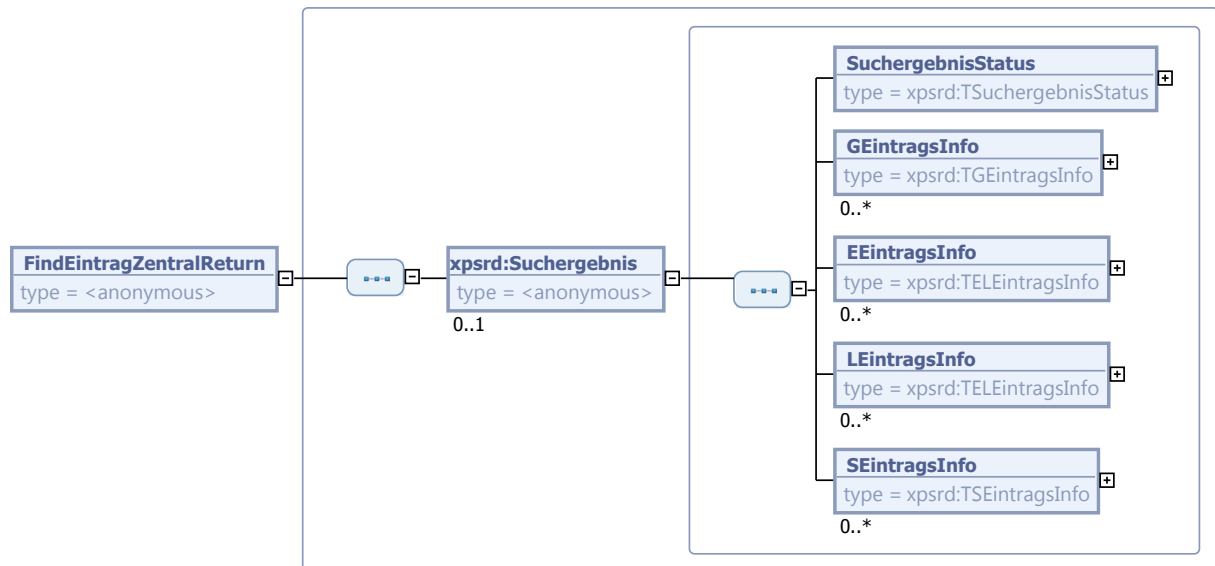 SuchergebnisStatus
type = xpsrd:TSuchergebnisStatus
GEintragsInfo
type = xpsrd:TGEintragsInfo
0..*
FindEintragZentralReturn
type = <anonymous>
xpsrd:Suchergebnis
type = <anonymous>
0..1
EEintragsInfo
type = xpsrd:TELEintragsInfo
0..*
LEintragsInfo
type = xpsrd:TELEintragsInfo
0..*
SEintragsInfo
type = xpsrd:TSEintragsInfo
0..*